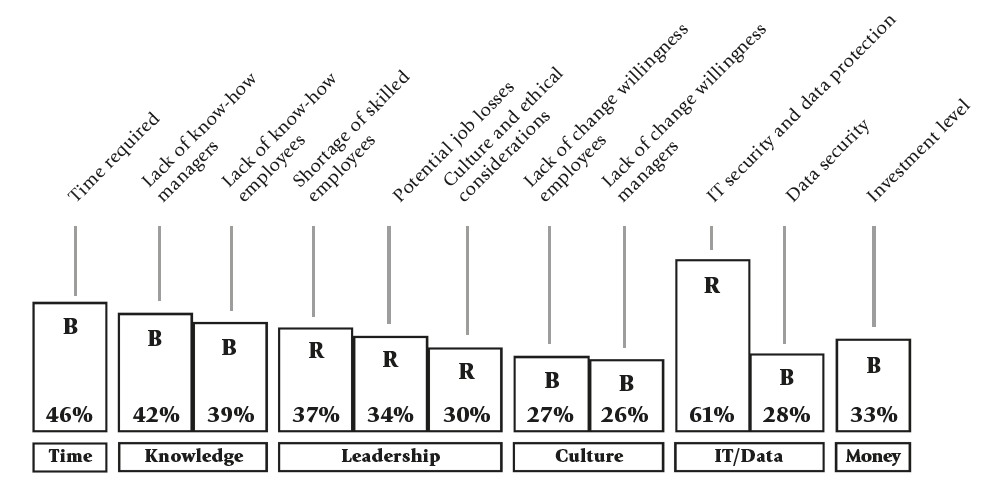 Time required
Lack of know-how
managers
Lack of know-how
employees
Shortage of skilled
employees
Potential job losses
Culture and ethical
considerations
Lack of change willingness
employees
Lack of change willingness
managers
IT security and data protection
Data security
Investment level
B
46%
B
42%
B
39%
R
37%
R
34%
R
30%
B
27%
B
26%
R
61%
B
28%
B
33%
Time
Knowledge
Leadership
Culture
IT/Data
Money